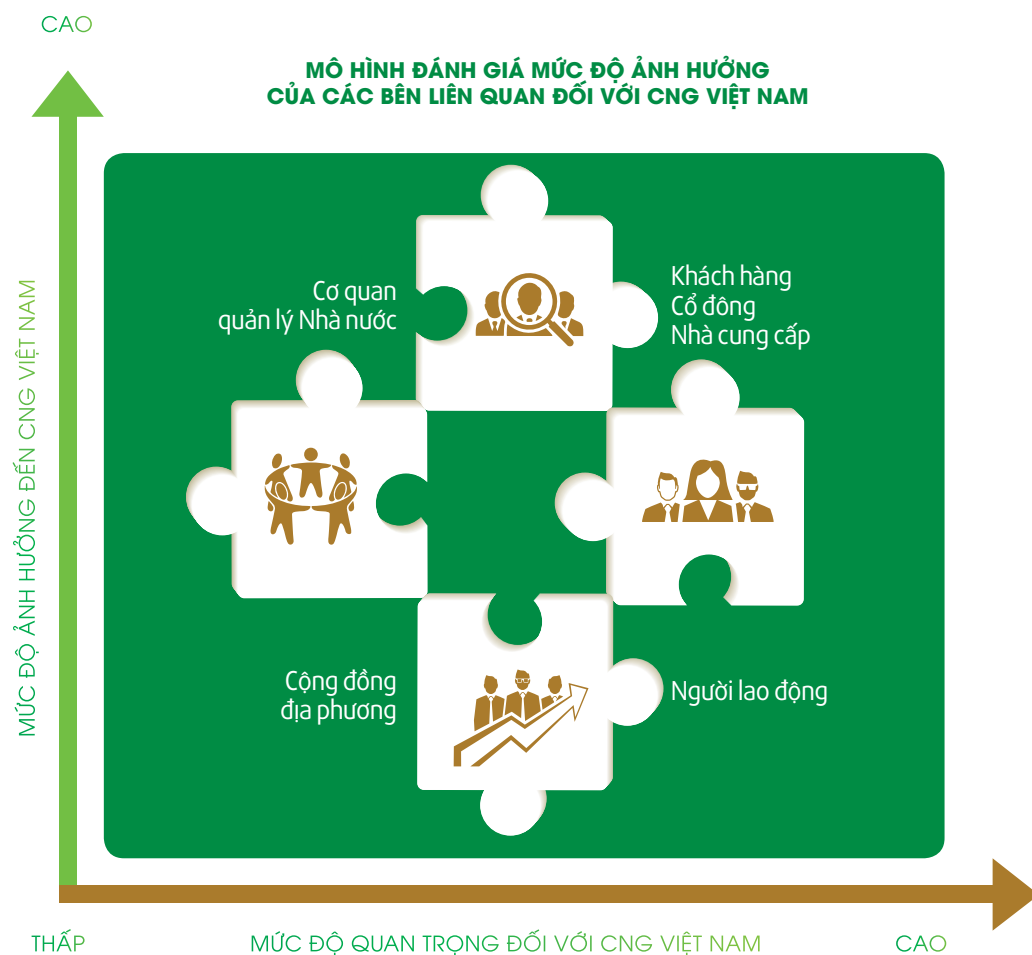 CAO
MÔ HÌNH ĐÁNH GIÁ MỨC ĐỘ ẢNH HƯỞNG
CỦA CÁC BÊN LIÊN QUAN ĐỐI VỚI CNG VIỆT NAM
MỨC ĐỘ ẢNH HƯỞNG ĐẾN CNG VIỆT NAM
Cơ quan
quản lý Nhà nước
Khách hàng
Cổ đông
Nhà cung cấp
Cộng đồng
địa phương
Người lao động
THẤP
MỨC ĐỘ QUAN TRỌNG ĐỐI VỚI CNG VIỆT NAM
CAO